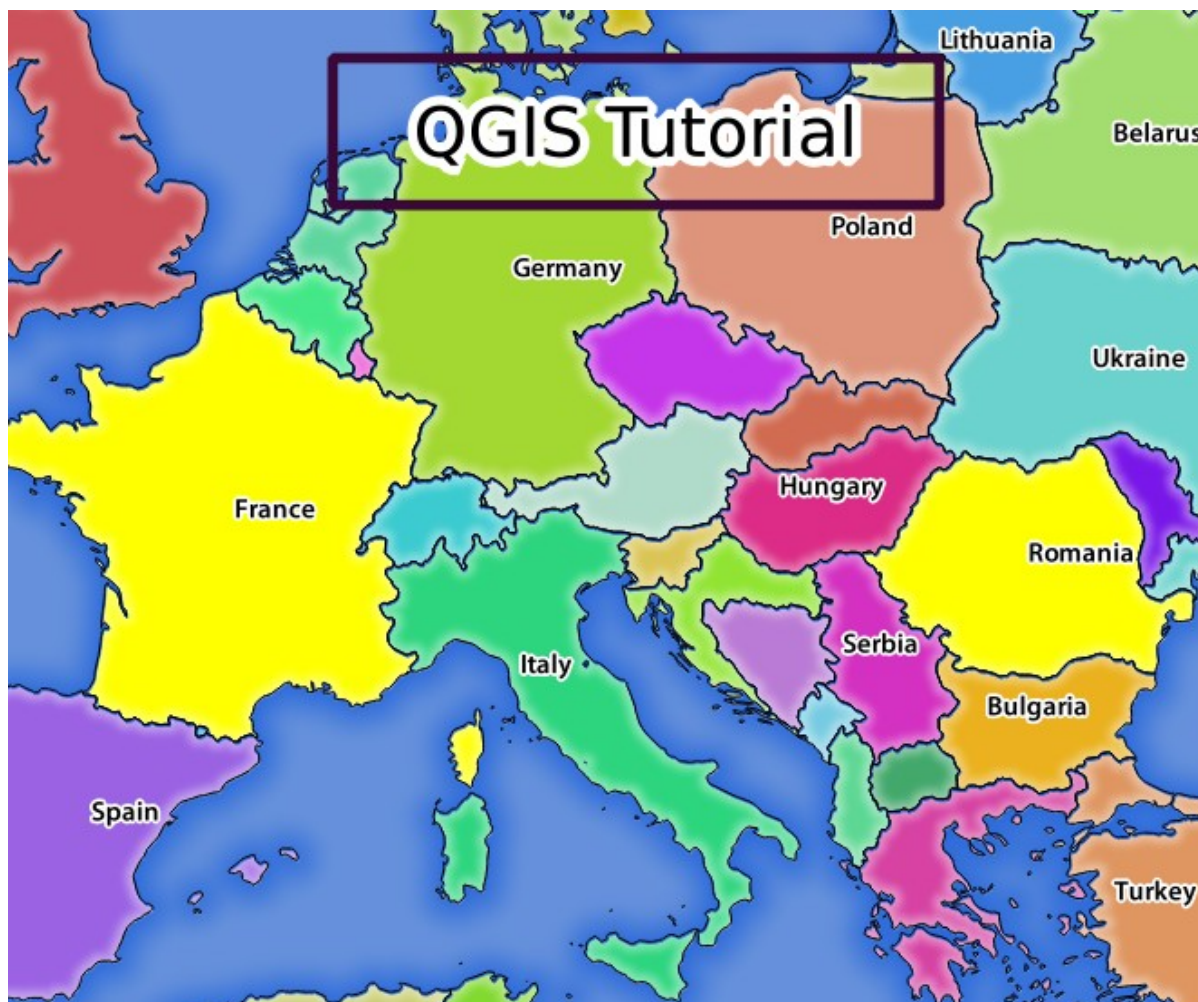 Lithuania
QGIS Tutorial
Belarus
Poland
Germany
Ukraine
Hungary
France
Romania
Serbia
Italy
Bulgaria
Spain
Turkey